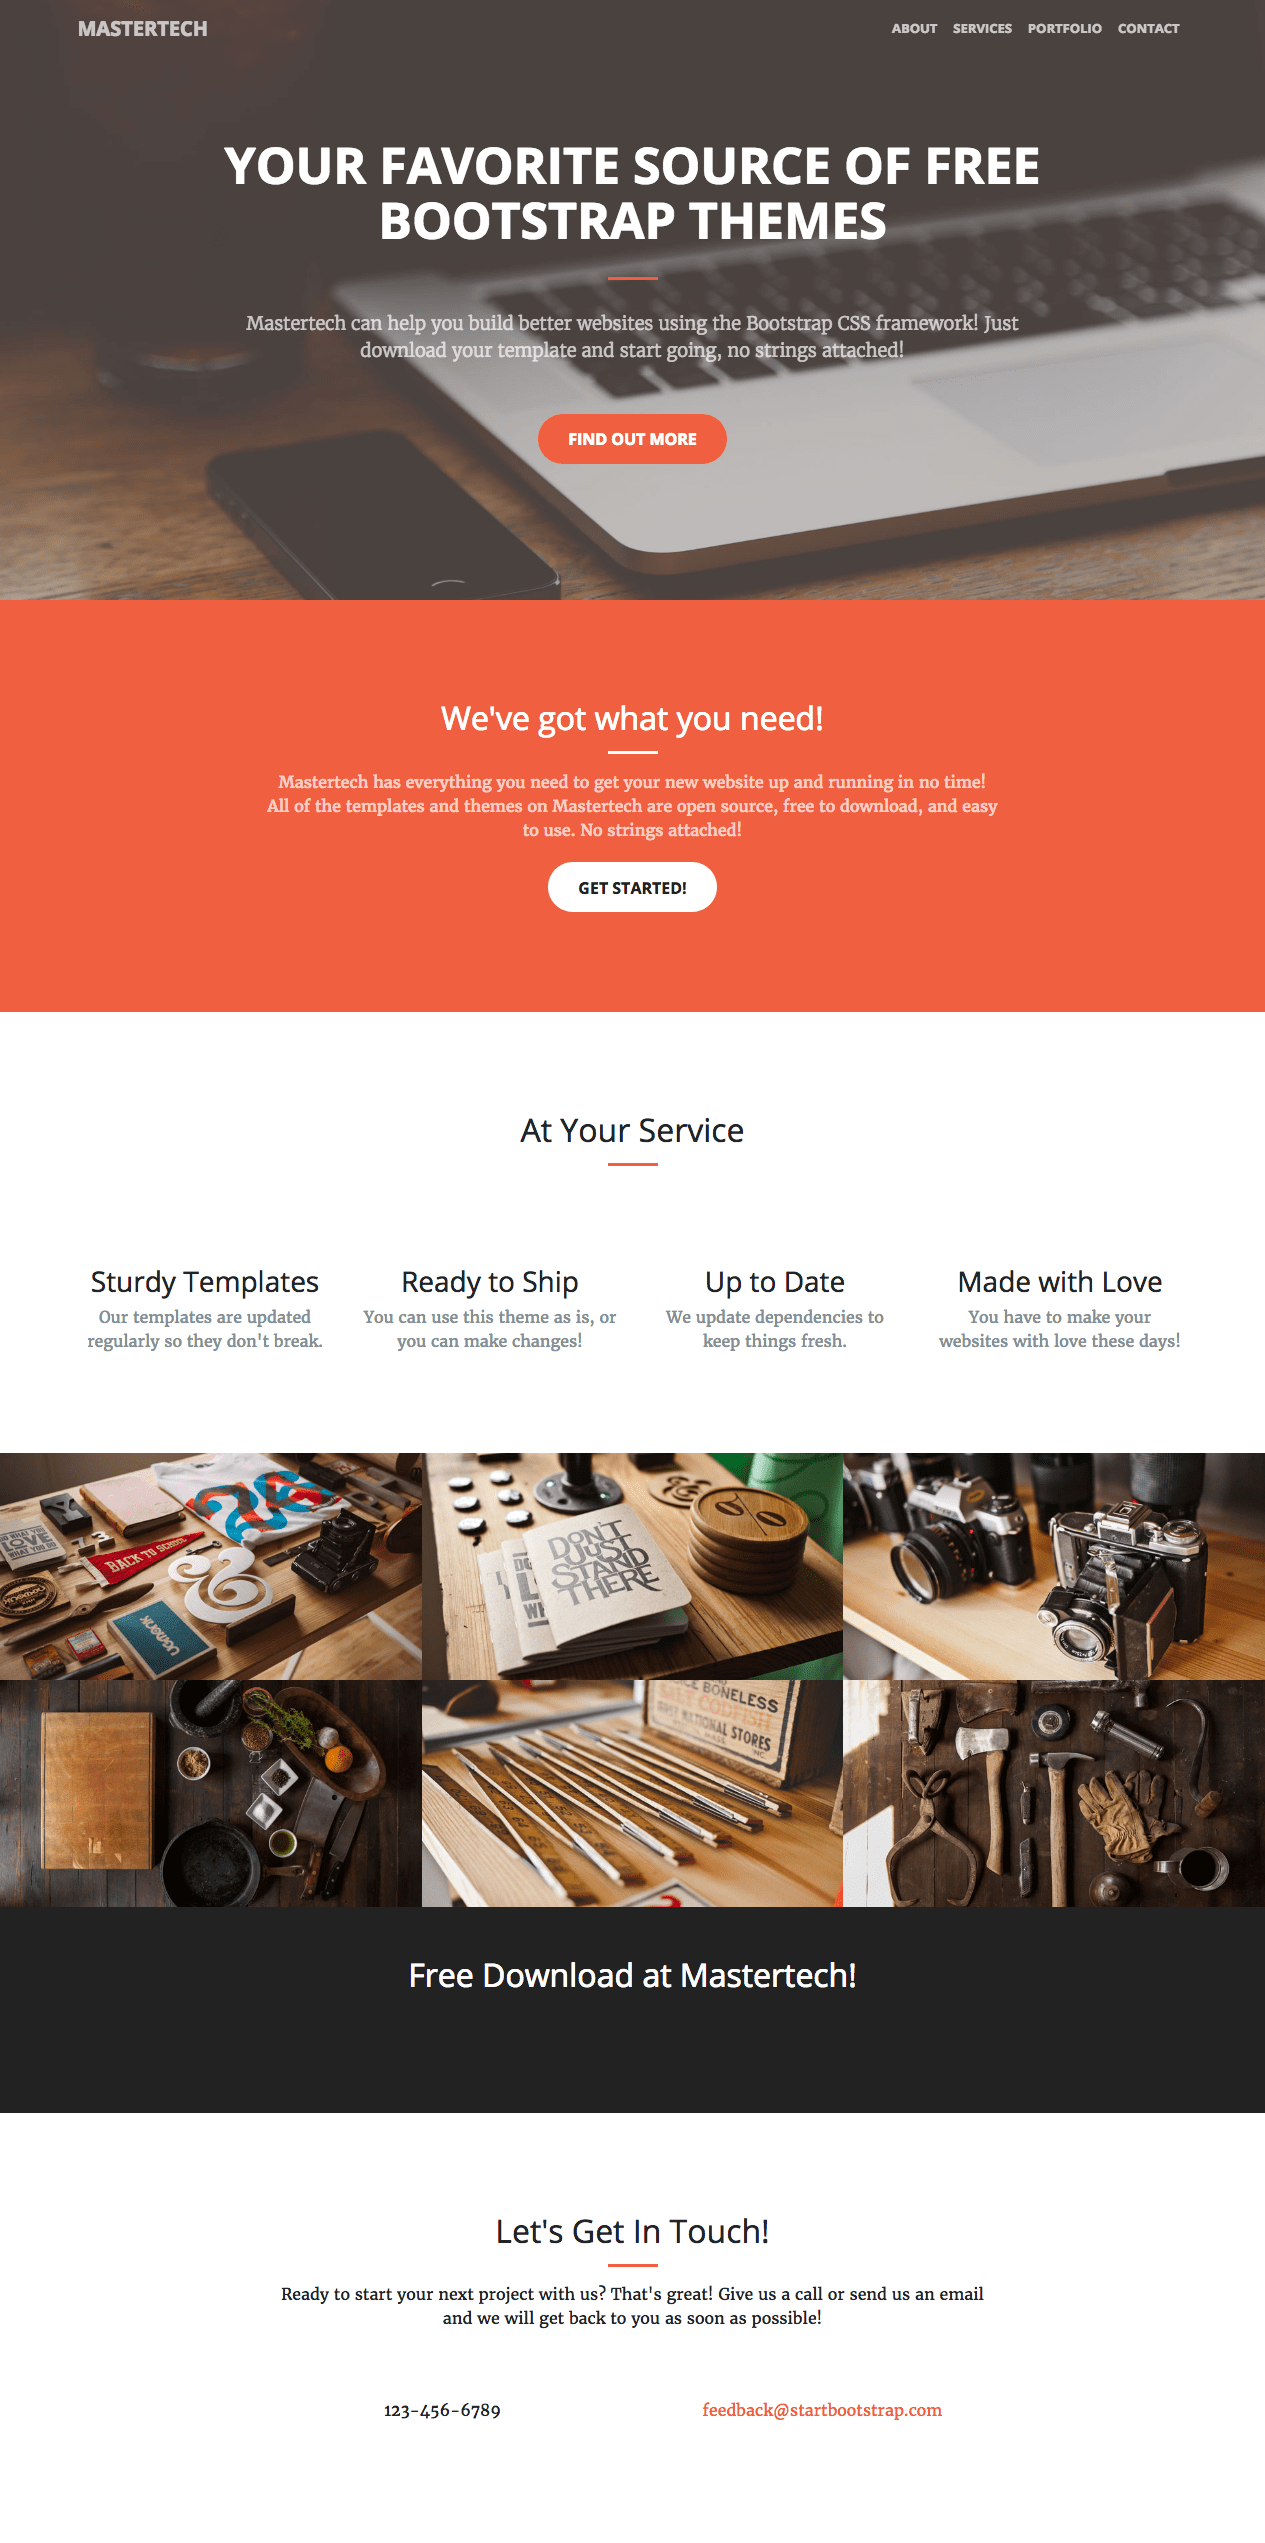 MASTERTECH
ABOUT SERVICES PORTFOLIO CONTACT
YOUR FAVORITE SOURCE OF FREE
BOOTSTRAP THEMES
Mastertech can help you build better websites using the Bootstrap CSS framework! Just
download your template and start going, no strings attached!
FIND OUT MORE
We've got what you need!
Mastertech has everything you need to get your new website up and running in no time!
All of the templates and themes on Mastertech are open source, free to download, and easy
to use. No strings attached!
GET STARTED!
At Your Service
Sturdy Templates
Our templates are updated
regularly so they don't break.
Ready to Ship
You can use this theme as is, or
you can make changes!
Up to Date
We update dependencies to
keep things fresh.
Made with Love
You have to make your
websites with love these days!
DO WHAT YOU
LOVE
WHAT YOU DO
BACK TO SCHOOL
&
DON'T
JUST
STAND
THERE
BONELESS
NATIONAL STORES
Free Download at Mastertech!
Let's Get In Touch!
Ready to start your next project with us? That's great! Give us a call or send us an email
and we will get back to you as soon as possible!
123-456-6789
feedback@startbootstrap.com